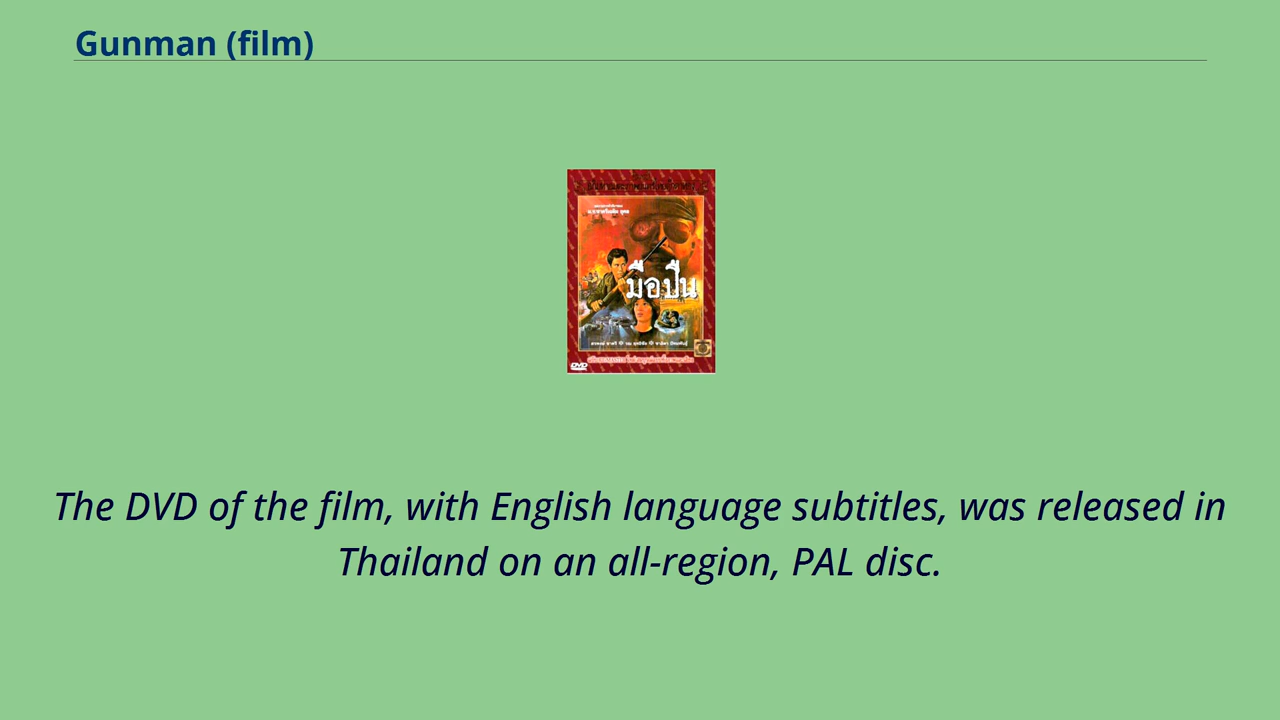 Gunman (film)
มือปืน
DVD
The DVD of the film, with English language subtitles, was released in
Thailand on an all-region, PAL disc.